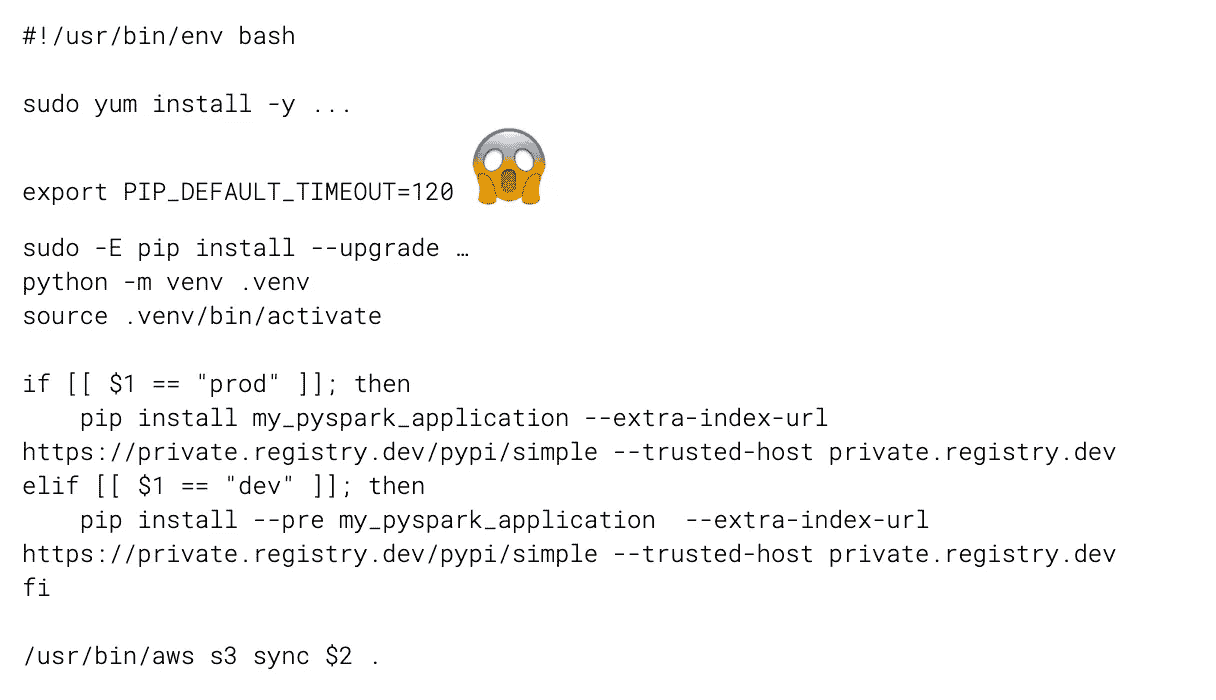 #!/usr/bin/env bash
sudo yum install -y ...
export PIP_DEFAULT_TIMEOUT=120
sudo -E pip install --upgrade …
python -m venv .venv
source .venv/bin/activate
if [[ $1 == "prod" ]]; then
    pip install my_pyspark_application --extra-index-url
https://private.registry.dev/pypi/simple --trusted-host private.registry.dev
elif [[ $1 == "dev" ]]; then
    pip install --pre my_pyspark_application  --extra-index-url
https://private.registry.dev/pypi/simple --trusted-host private.registry.dev
fi
/usr/bin/aws s3 sync $2 .